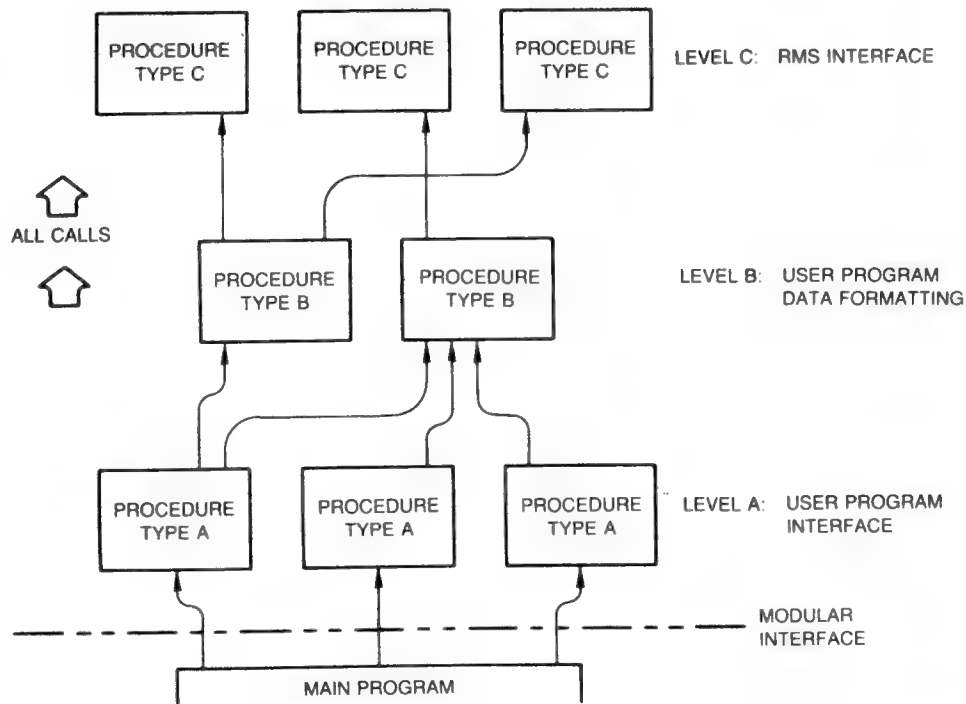 PROCEDURE
TYPE C
PROCEDURE
TYPE C
PROCEDURE
TYPE C
LEVEL C: RMS INTERFACE
ALL CALLS
PROCEDURE
TYPE B
PROCEDURE
TYPE B
LEVEL B: USER PROGRAM
DATA FORMATTING
PROCEDURE
TYPE A
PROCEDURE
TYPE A
PROCEDURE
TYPE A
LEVEL A: USER PROGRAM
INTERFACE
MODULAR
INTERFACE
MAIN PROGRAM